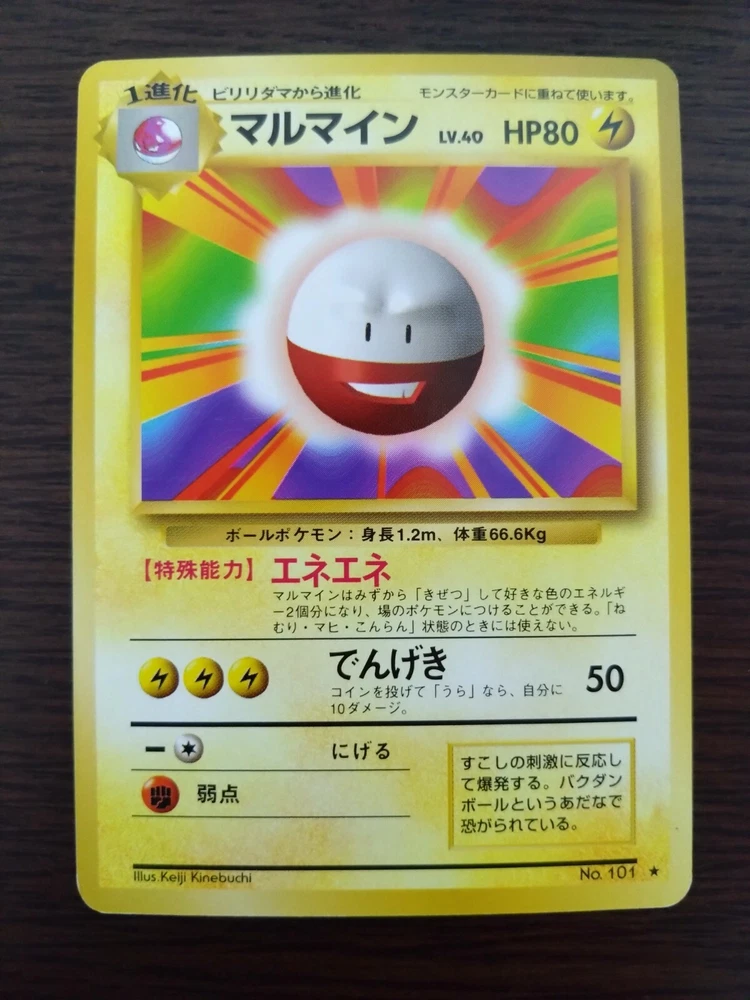 1進化 ビリリダマから進化 モンスターカードに重ねて使います。
マルマイン LV.40 HP80
ボールポケモン：身長1.2m、体重66.6Kg
【特殊能力】エネエネ
マルマインはみずから「きぜつ」して好きな色のエネルギ
ー2個分になり、場のポケモンにつけることができる。「ね
むり・マヒ・こんらん」状態のときには使えない。
でんげき 50
コインを投げて「うら」なら、自分に
10ダメージ。
ー にげる
弱点
すこしの刺激に反応し
て爆発する。バクダン
ボールというあだなで
恐がられている。
Illus.Keiji Kinebuchi No. 101 ★